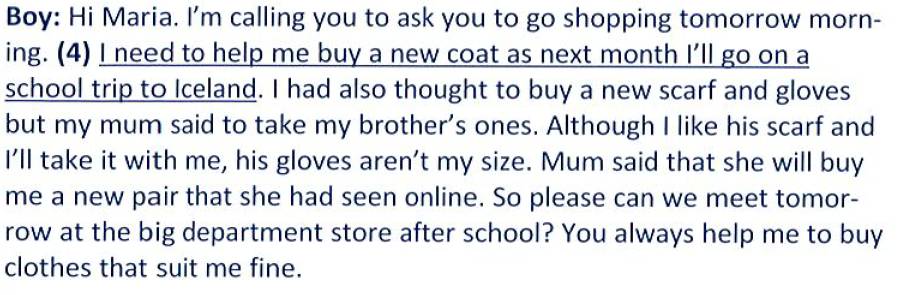 Boy: Hi Maria. I'm calling you to ask you to go shopping tomorrow morn-
ing. (4) I need to help me buy a new coat as next month I'll go on a
school trip to Iceland. I had also thought to buy a new scarf and gloves
but my mum said to take my brother's ones. Although I like his scarf and
I'll take it with me, his gloves aren't my size. Mum said that she will buy
me a new pair that she had seen online. So please can we meet tomor-
row at the big department store after school? You always help me to buy
clothes that suit me fine.